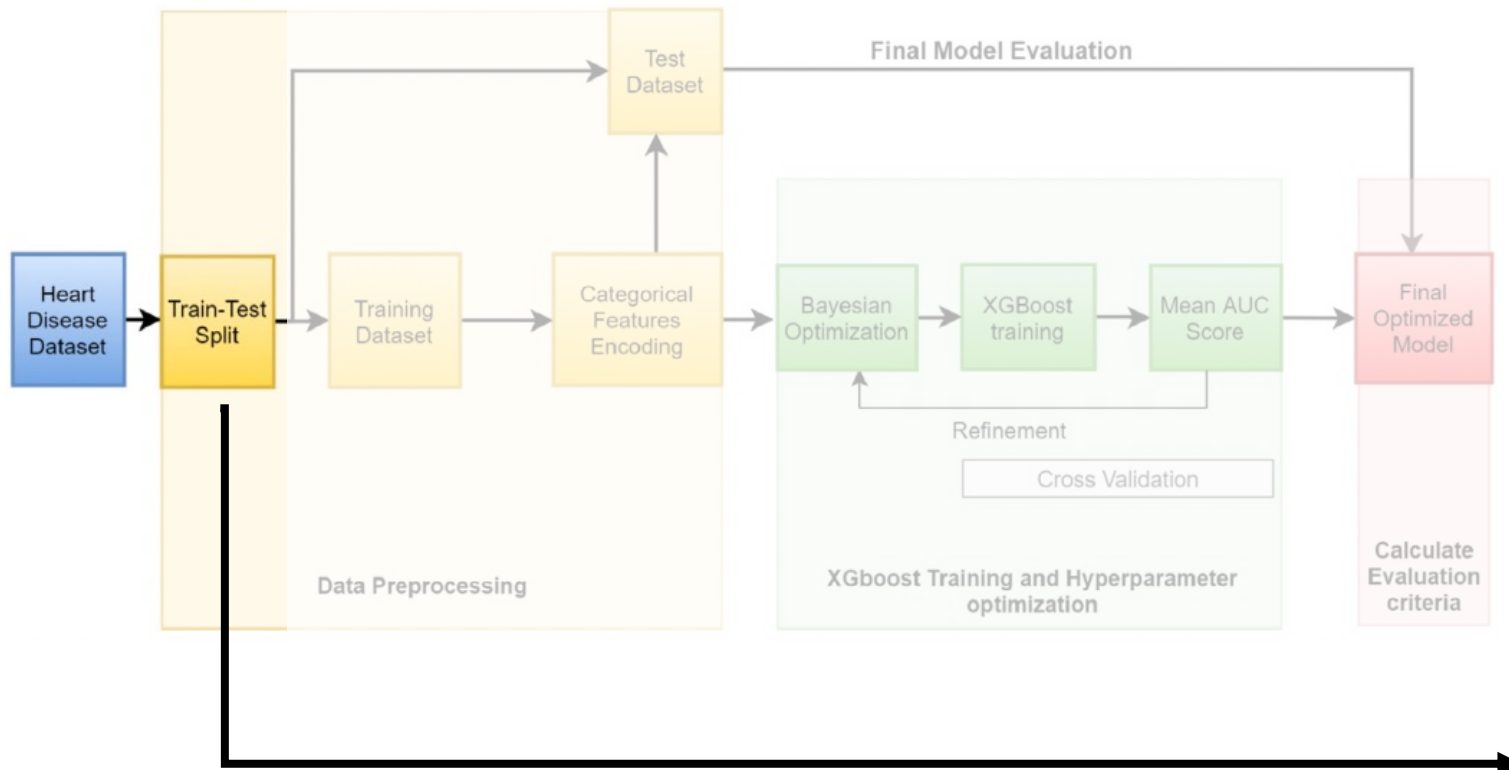 Final Model Evaluation
Test
Dataset
Heart
Disease
Dataset
Train-Test
Split
Training
Dataset
Categorical
Features
Encoding
Bayesian
Optimization
XGBoost
training
Mean AUC
Score
Final
Optimized
Model
Refinement
Cross Validation
Data Preprocessing
XGboost Training and Hyperparameter
optimization
Calculate
Evaluation
criteria